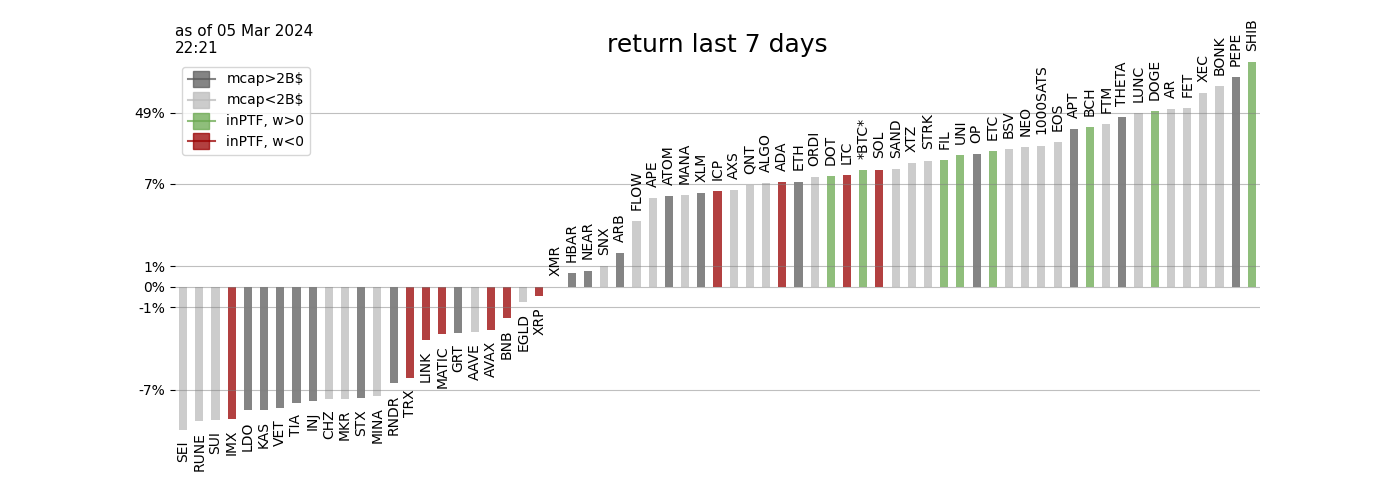 as of 05 Mar 2024
22:21
return last 7 days
mcap>2B$
mcap<2B$
inPTF, w>0
inPTF, w<0
49%
7%
1%
0%
-1%
-7%
SEI
RUNE
SUI
IMX
LDO
KAS
VET
TIA
INJ
CHZ
MKR
STX
MINA
RNDR
TRX
LINK
MATIC
GRT
AAVE
AVAX
BNB
EGLD
XRP
XMR
HBAR
NEAR
SNX
ARB
FLOW
APE
ATOM
MANA
XLM
ICP
AXS
QNT
ALGO
ADA
ETH
ORDI
DOT
LTC
*BTC*
SOL
SAND
XTZ
STRK
FIL
UNI
OP
ETC
BSV
NEO
1000SATS
EOS
APT
BCH
FTM
THETA
LUNC
DOGE
AR
FET
XEC
BONK
PEPE
SHIB